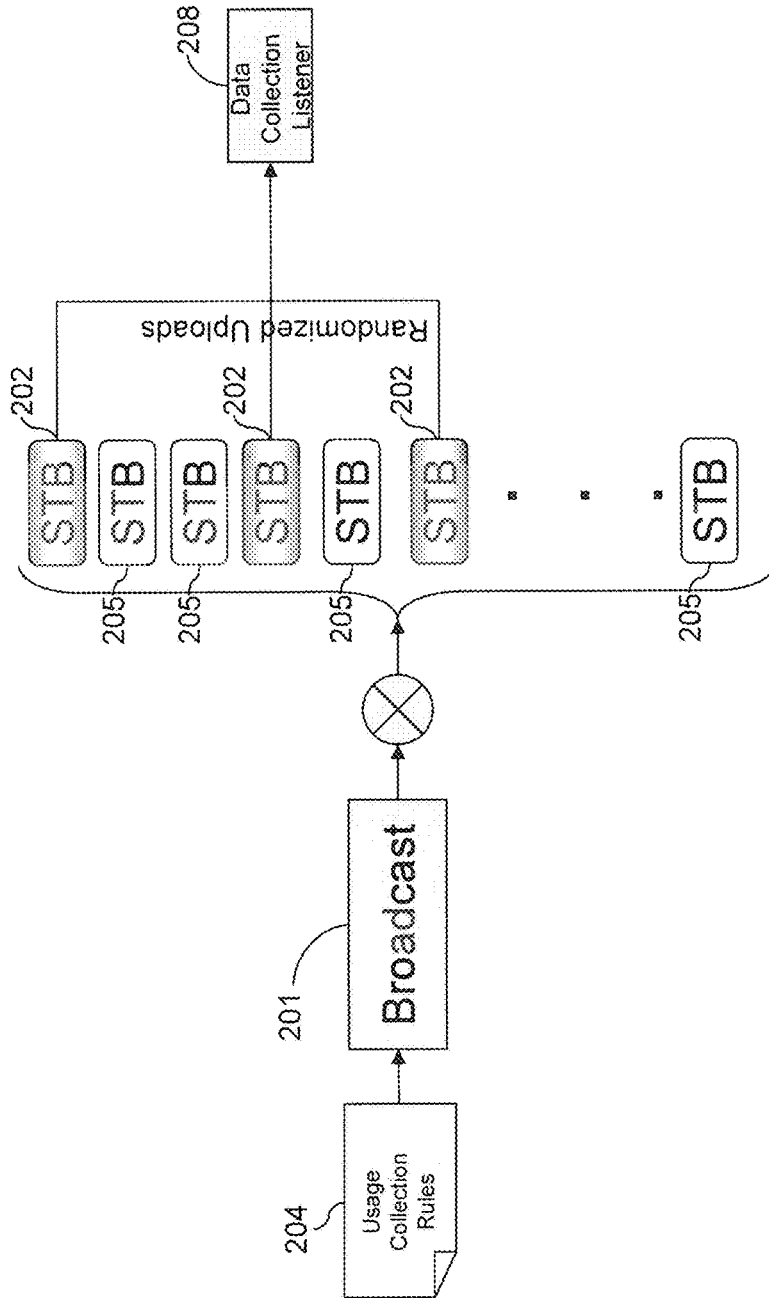 204
Usage
Collection
Rules
201
Broadcast
STB
202
STB
205
STB
205
STB
202
STB
205
STB
202
STB
205
Randomized Uploads
208
Data
Collection
Listener